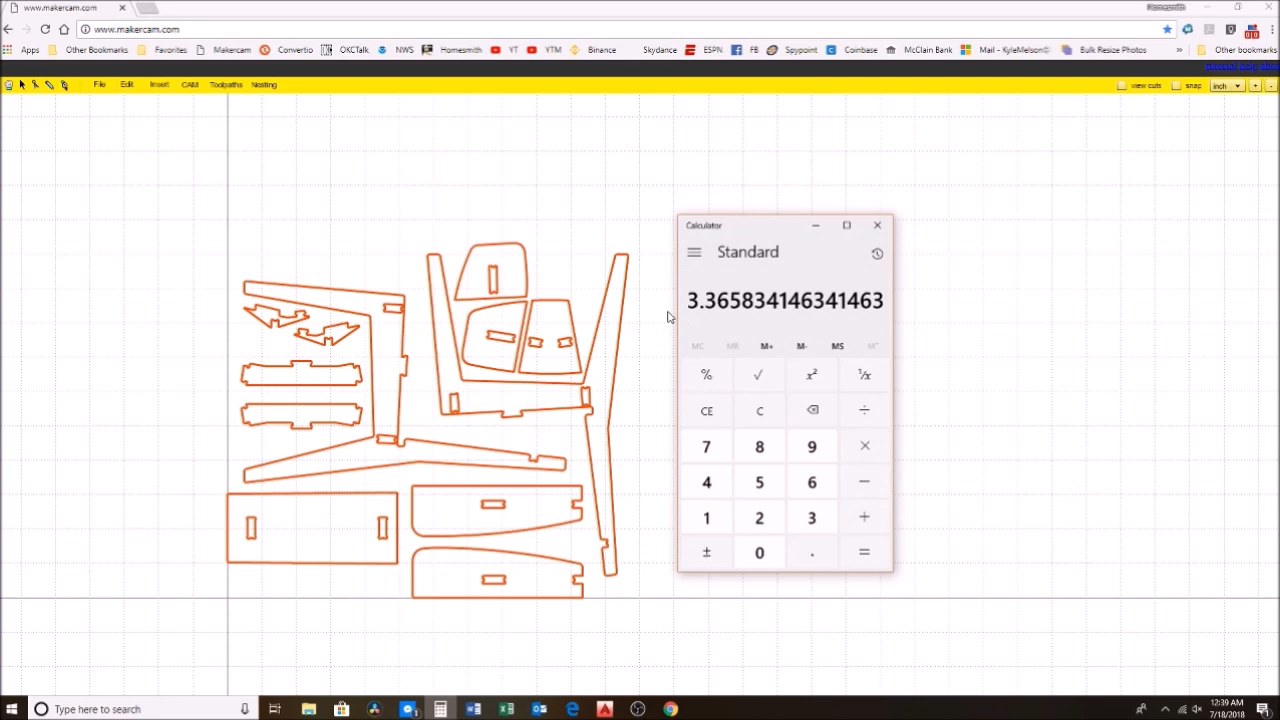 www.makercam.com
Homesmith
www.makercam.com
Apps Other Bookmarks Favorites Makercam Convertio OKCTalk NWS Homesmith YT YTM Binance Skydance ESPN FB Spypoint Coinbase McClain Bank Mail - KyleMelson© Bulk Resize Photos » Other bookmarks
File Edit Insert CAM Toolpaths Nesting view cuts snap inch + -
Calculator
Standard
3.365834146341463
MC MR M+ M- MS M˅
% √ x² ¹/x
CE C ÷
7 8 9 ×
4 5 6 −
1 2 3 +
± 0 . =
Type here to search
12:39 AM
7/18/2018